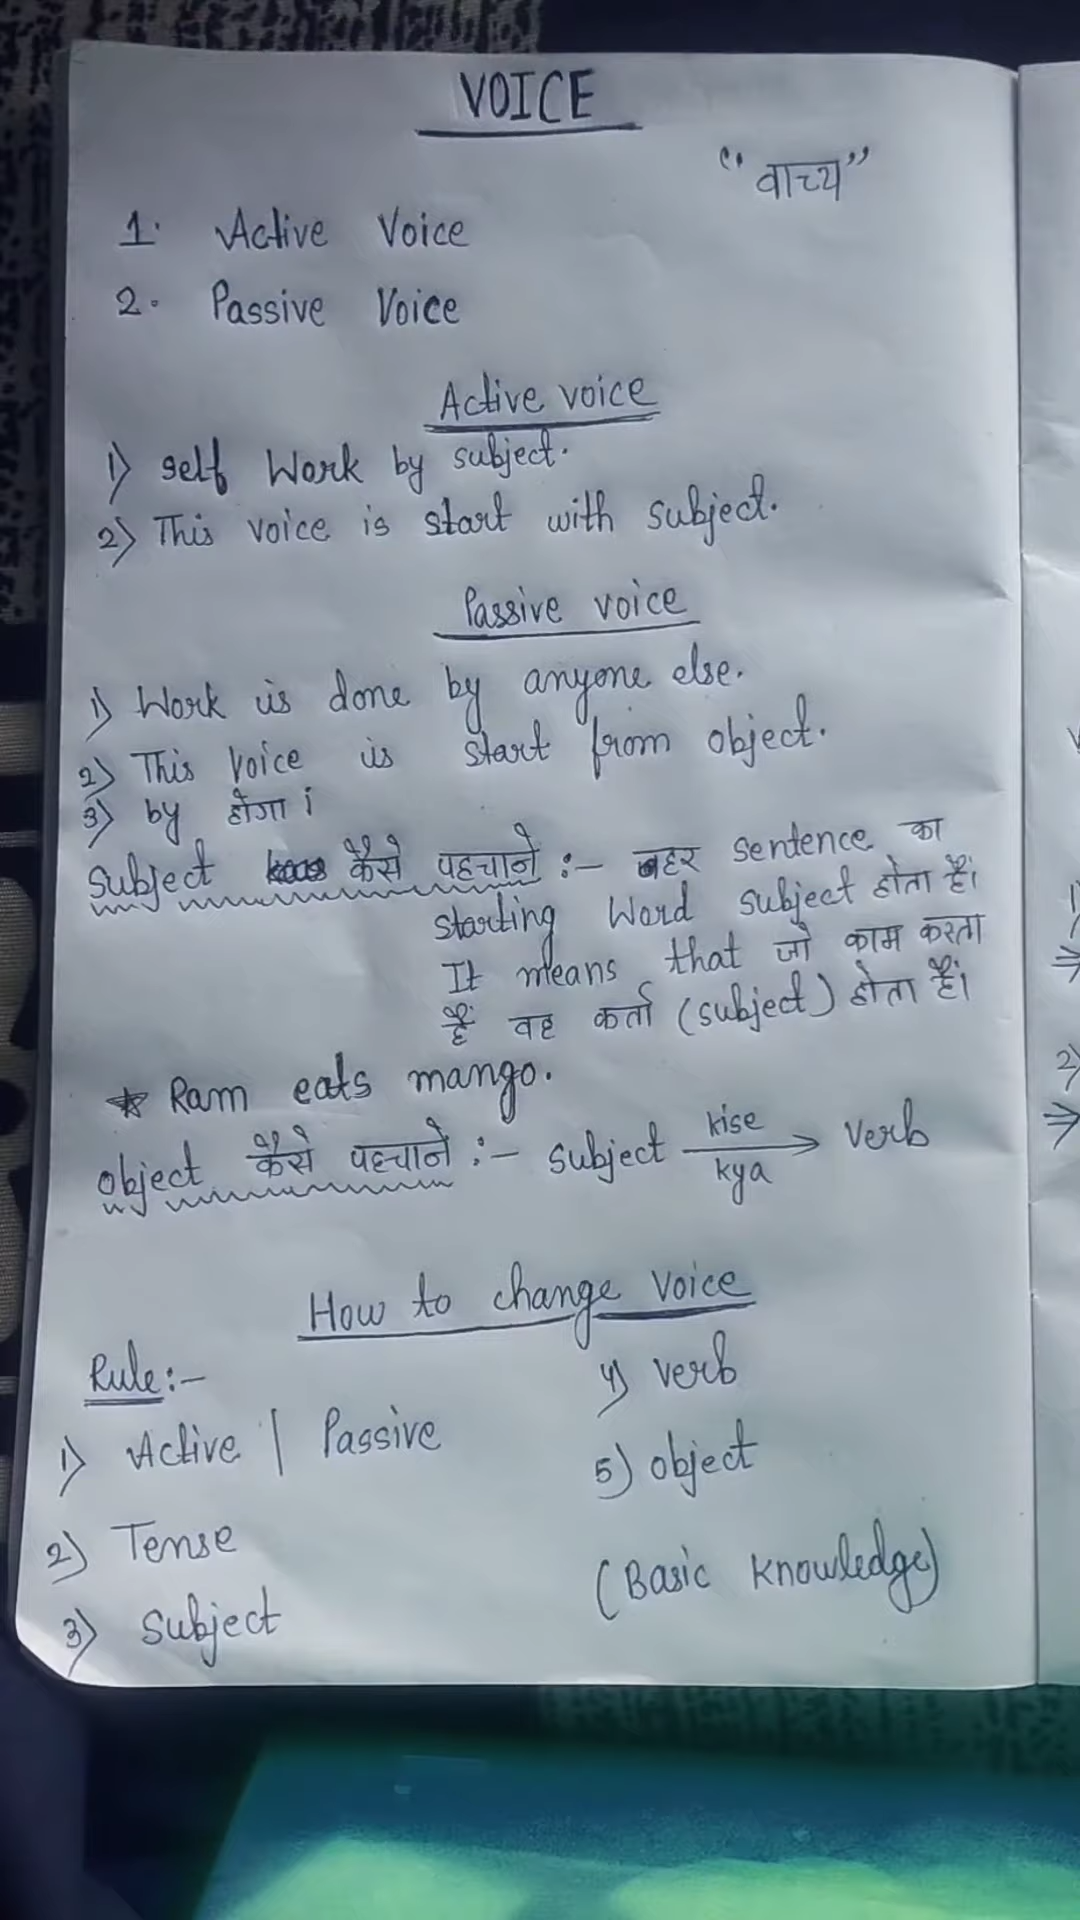 VOICE
"वाच्य"
1. Active Voice
2. Passive Voice
Active voice
1) self Work by subject.
2) This voice is start with subject.
Passive voice
1) Work is done by anyone else.
2) This Voice is start from object.
3) by होगा।
Subject कैसे पहचाने :- हर sentence का
starting Word subject होता हैं।
It means that जो काम करता
हैं वह कर्ता (subject) होता हैं।
★ Ram eats mango.
object कैसे पहचाने :- subject kise/kya → verb
How to change Voice
Rule:-
1) Active | Passive
2) Tense
3) Subject
4) verb
5) object
(Basic knowledge)
1)
⇒
2)
⇒